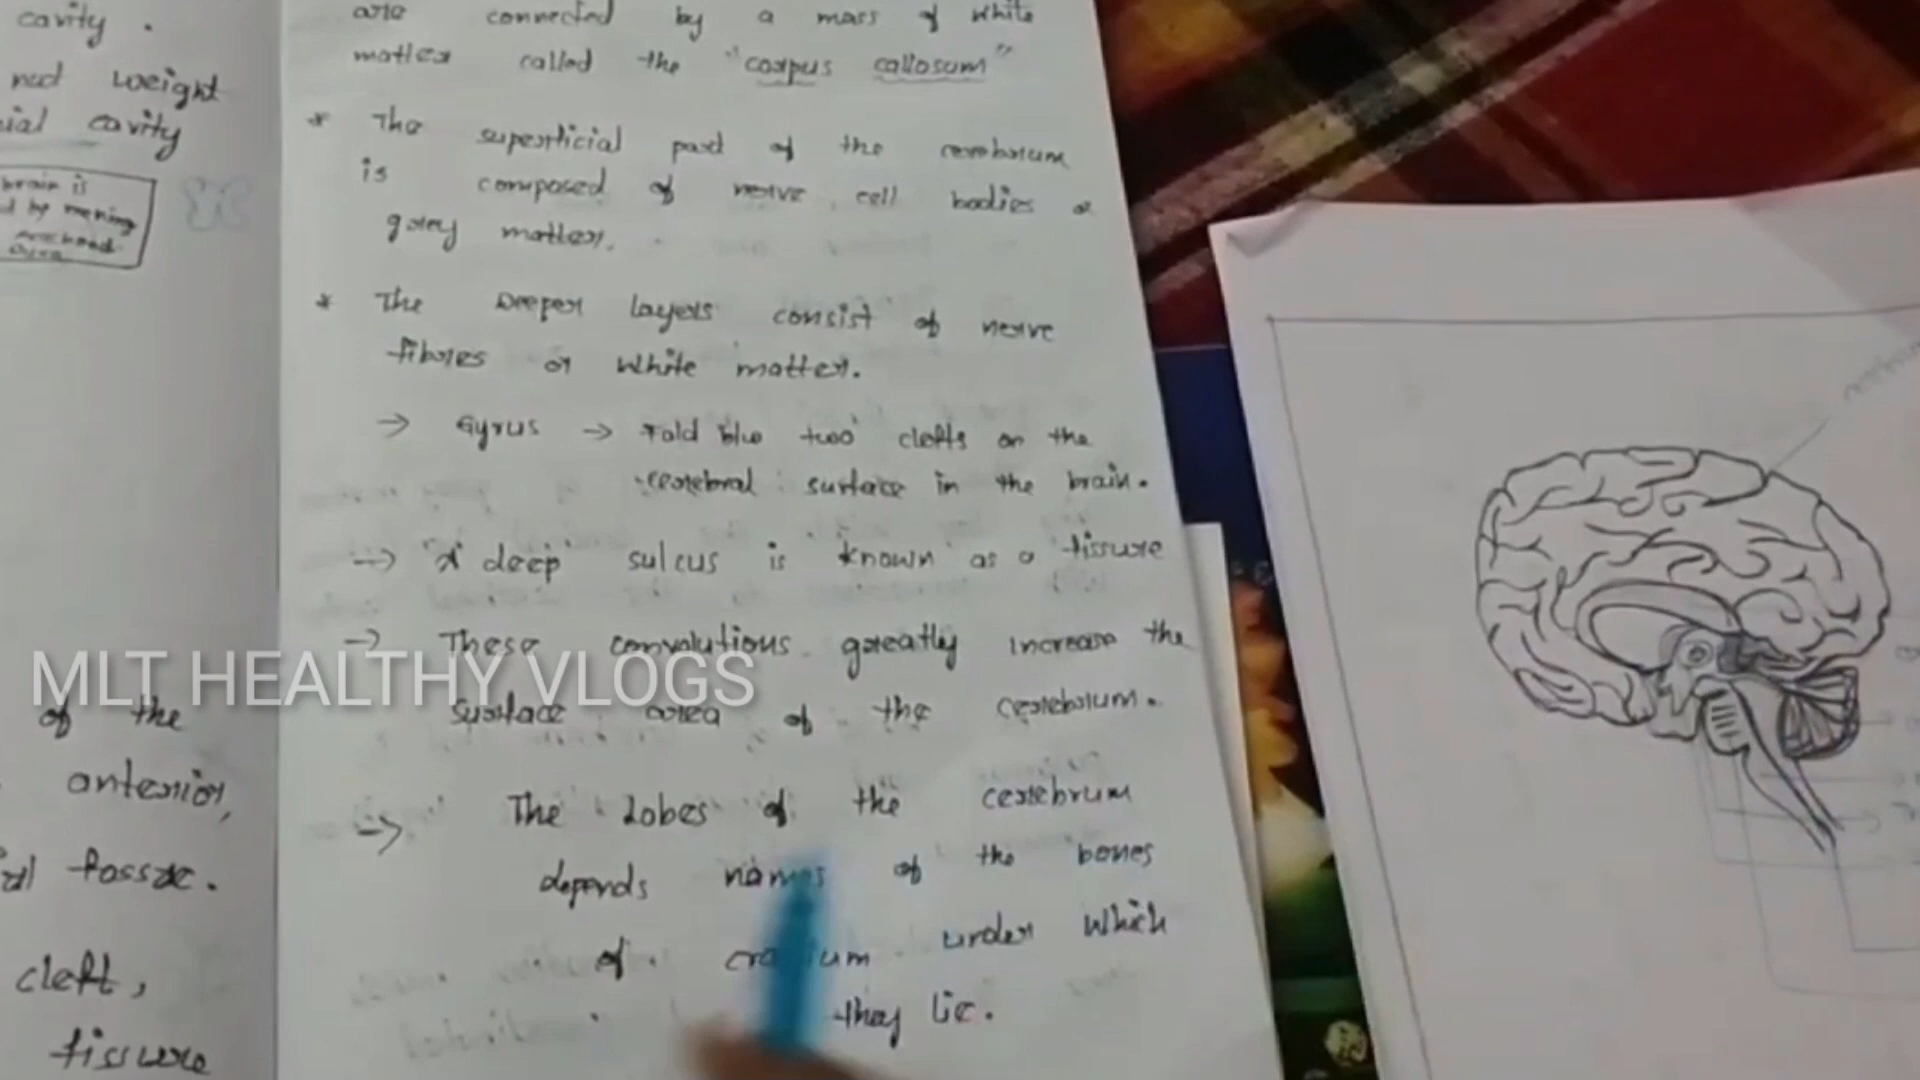 cavity.
weight
cavity
brain is
of the
anterior,
fossae.
cleft,
fissure
are connected by a mass of white
matter called the "corpus callosum"
* The superficial part of the cerebrum
is composed of nerve cell bodies or
grey matter.
* The Deeper layers consist of nerve
fibres or white matter.
→ Gyrus → Fold b/w two clefts on the
cerebral surface in the brain.
→ A deep sulcus is known as a fissure
→ These convolutions greatly increase the
surface area of the cerebrum.
→ The Lobes of the cerebrum
depends names of the bones
of cranium under which
they lie.
MLT HEALTHY VLOGS